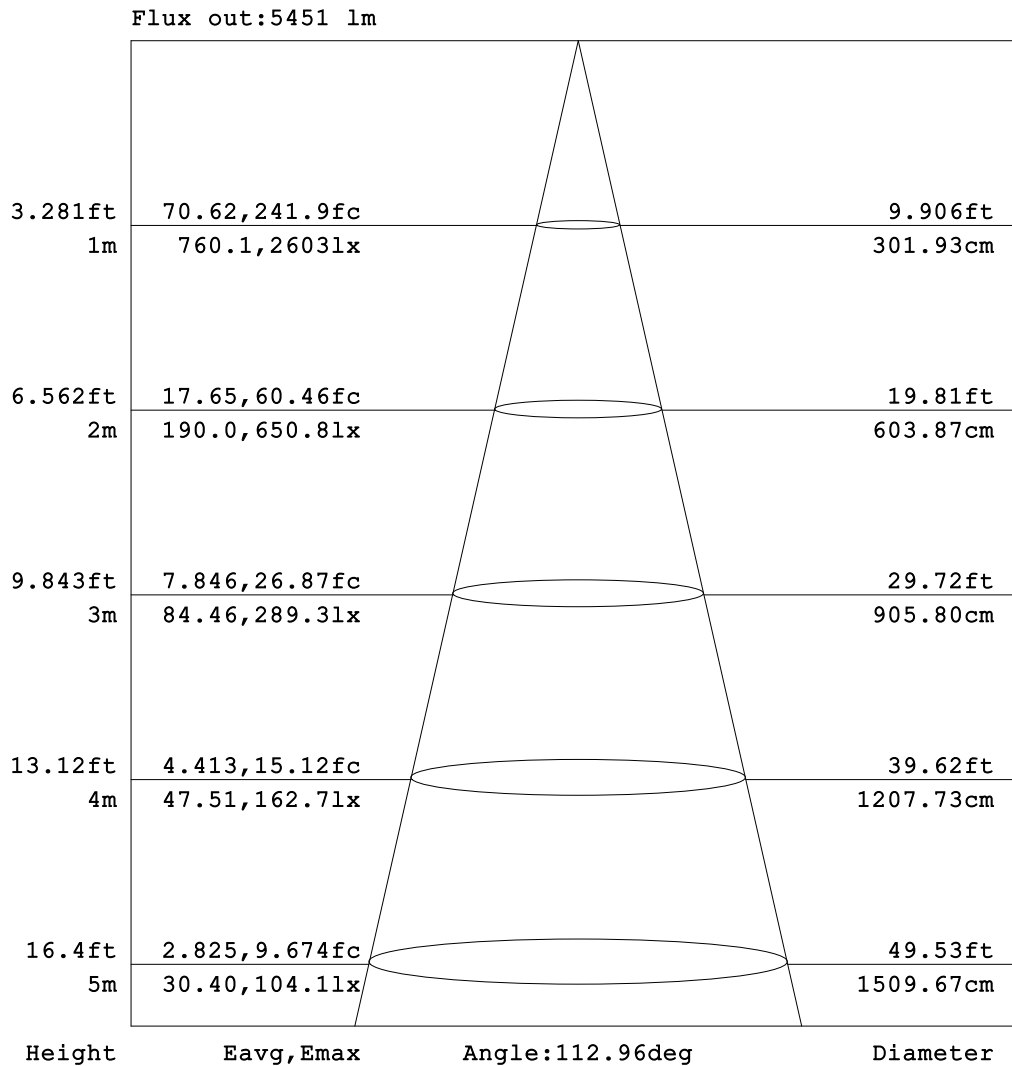 Flux out:5451 lm
3.281ft 70.62,241.9fc 9.906ft
1m 760.1,2603lx 301.93cm
6.562ft 17.65,60.46fc 19.81ft
2m 190.0,650.8lx 603.87cm
9.843ft 7.846,26.87fc 29.72ft
3m 84.46,289.3lx 905.80cm
13.12ft 4.413,15.12fc 39.62ft
4m 47.51,162.7lx 1207.73cm
16.4ft 2.825,9.674fc 49.53ft
5m 30.40,104.1lx 1509.67cm
Height Eavg,Emax Angle:112.96deg Diameter